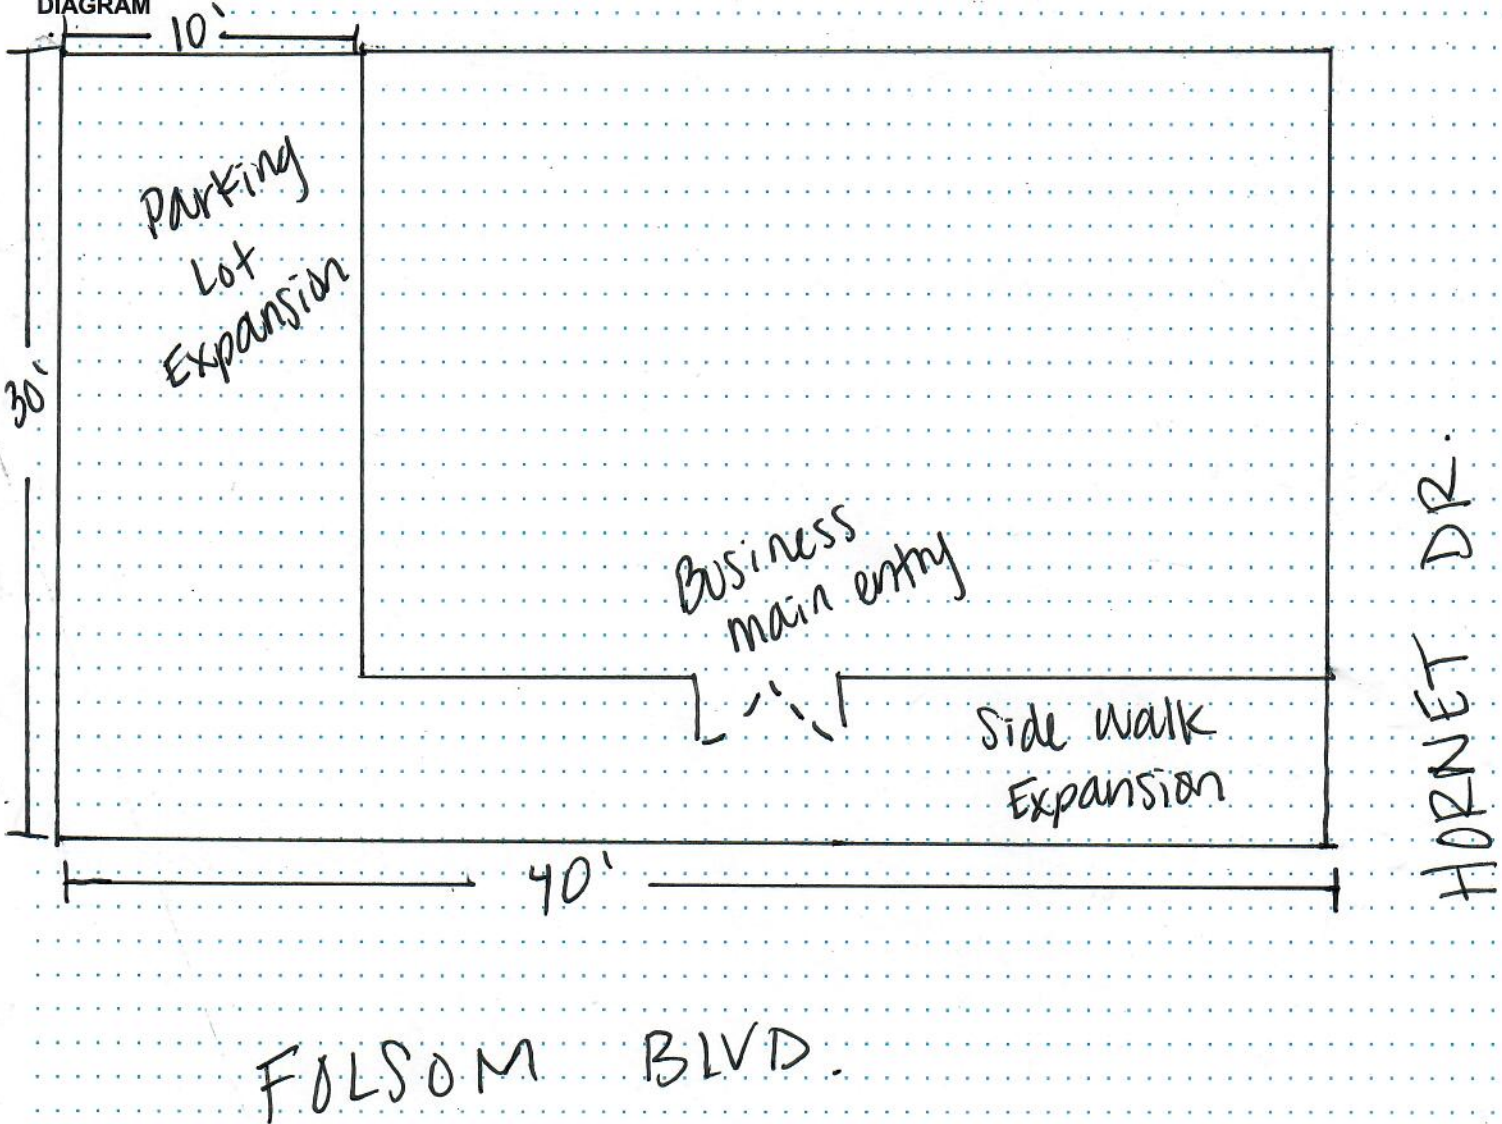 DIAGRAM
10'
Parking
Lot
Expansion
30'
Business
main entry
Side Walk
Expansion
HORNET DR.
40'
FOLSOM BLVD.